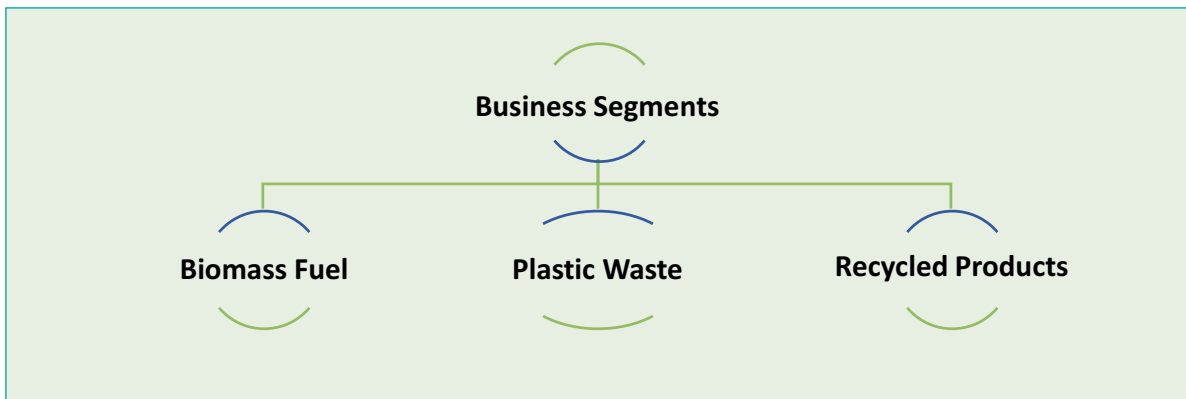 Business Segments
Biomass Fuel
Plastic Waste
Recycled Products